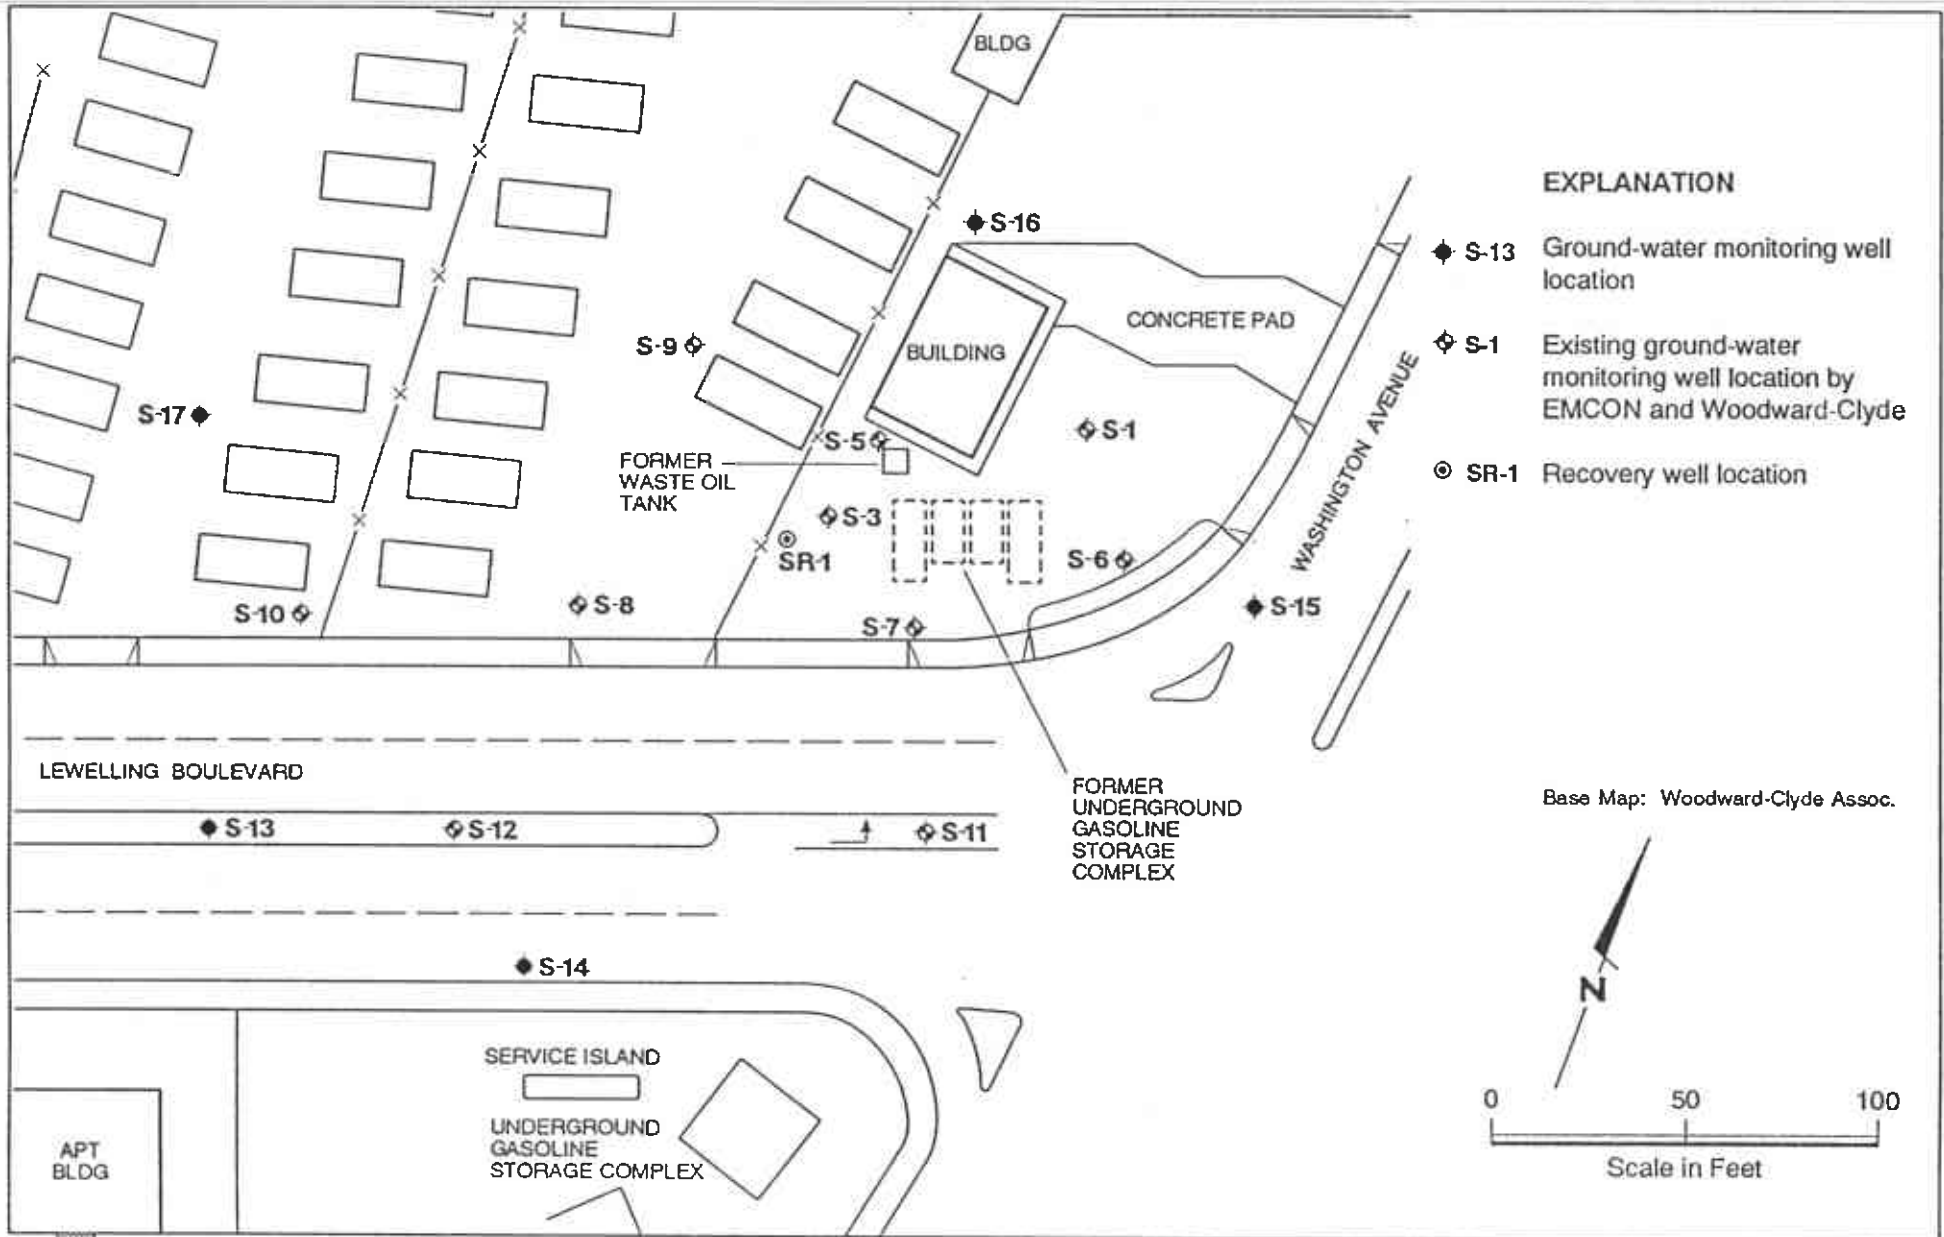 BLDG
S-16
CONCRETE PAD
BUILDING
S-9
S-17
S-5
S-1
FORMER
WASTE OIL
TANK
S-3
SR-1
S-6
S-10
S-8
S-7
S-15
WASHINGTON AVENUE
LEWELLING BOULEVARD
S-13
S-12
S-11
FORMER
UNDERGROUND
GASOLINE
STORAGE
COMPLEX
S-14
SERVICE ISLAND
UNDERGROUND
GASOLINE
STORAGE COMPLEX
APT
BLDG
EXPLANATION
S-13 Ground-water monitoring well
location
S-1 Existing ground-water
monitoring well location by
EMCON and Woodward-Clyde
SR-1 Recovery well location
Base Map: Woodward-Clyde Assoc.
N
0 50 100
Scale in Feet